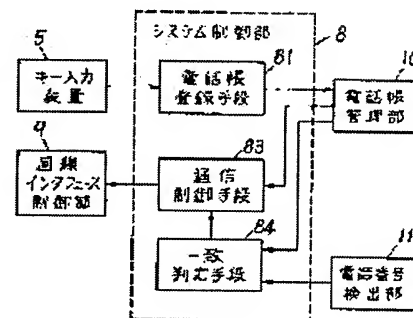 システム制御部
8
5
キー入力
装置
81
電話帳
登録手段
10
電話帳
管理部
9
回線
インタフェース
制御部
83
通信
制御手段
84
一致
判定手段
11
電話番号
検出部